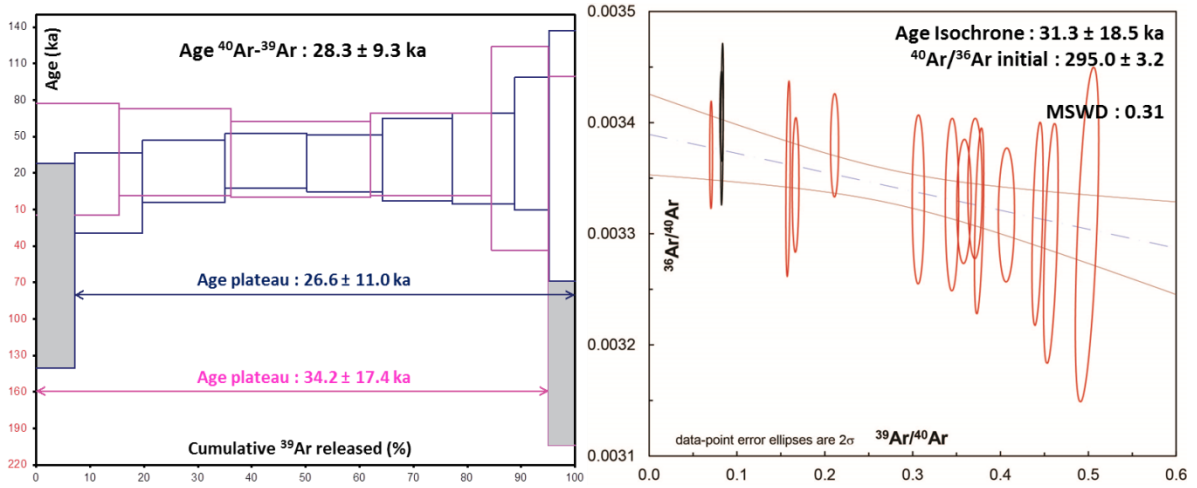 140
110
80
50
20
10
40
70
100
130
160
190
220
Age (ka)
Age ⁴⁰Ar-³⁹Ar : 28.3 ± 9.3 ka
Age plateau : 26.6 ± 11.0 ka
Age plateau : 34.2 ± 17.4 ka
Cumulative ³⁹Ar released (%)
0 10 20 30 40 50 60 70 80 90 100
0.0035
0.0034
0.0033
0.0032
0.0031
³⁶Ar/⁴⁰Ar
Age Isochrone : 31.3 ± 18.5 ka
⁴⁰Ar/³⁶Ar initial : 295.0 ± 3.2
MSWD : 0.31
data-point error ellipses are 2σ ³⁹Ar/⁴⁰Ar
0.0 0.1 0.2 0.3 0.4 0.5 0.6